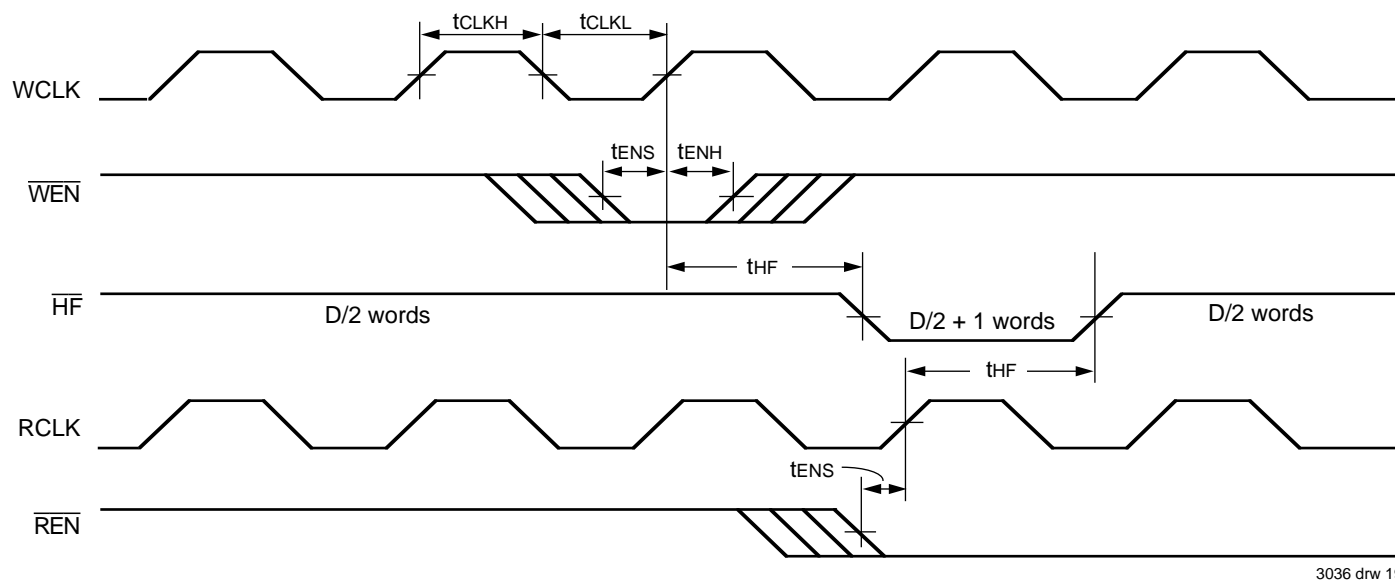 tCLKH tCLKL
WCLK
tENS tENH
WEN
tHF
HF
D/2 words D/2 + 1 words D/2 words
tHF
RCLK
tENS
REN